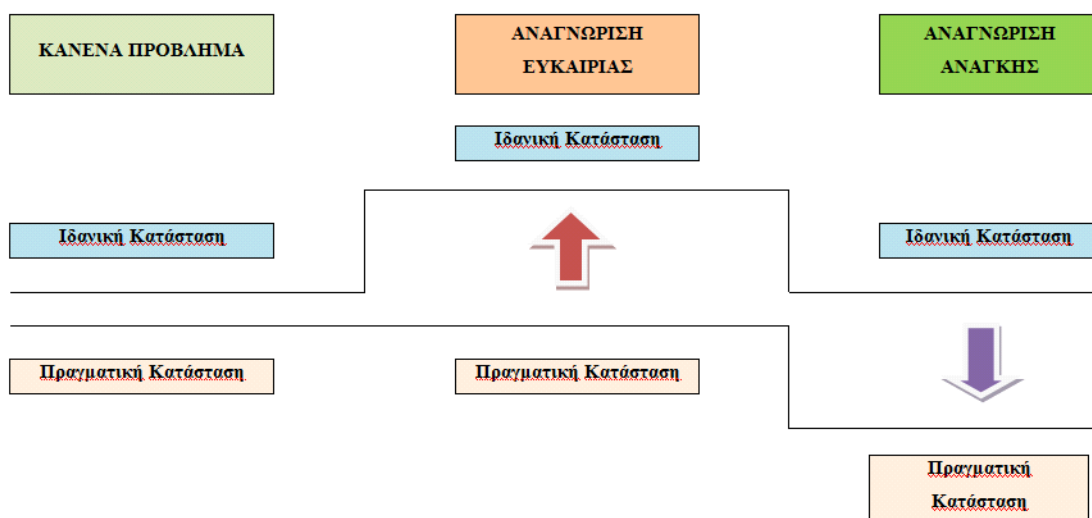 ΚΑΝΕΝΑ ΠΡΟΒΛΗΜΑ
ΑΝΑΓΝΩΡΙΣΗ
ΕΥΚΑΙΡΙΑΣ
ΑΝΑΓΝΩΡΙΣΗ
ΑΝΑΓΚΗΣ
Ιδανική Κατάσταση
Ιδανική Κατάσταση
Ιδανική Κατάσταση
Πραγματική Κατάσταση
Πραγματική Κατάσταση
Πραγματική
Κατάσταση